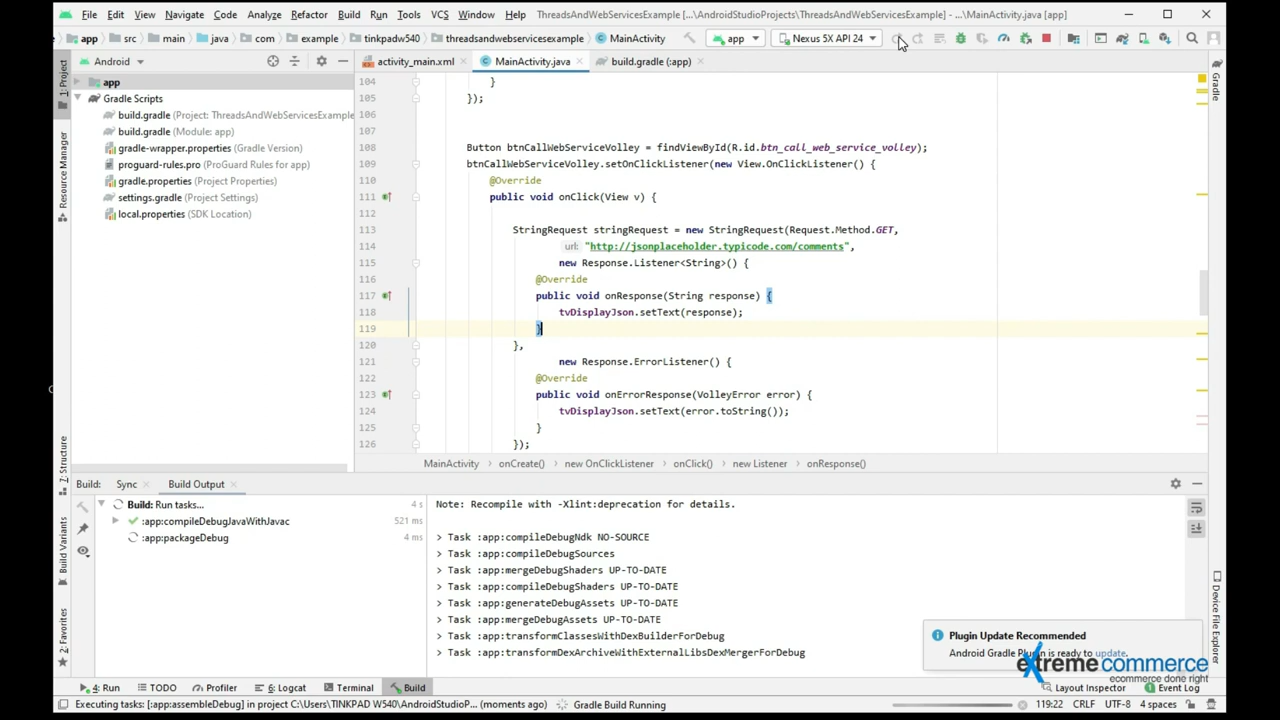 File Edit View Navigate Code Analyze Refactor Build Run Tools VCS Window Help ThreadsAndWebServicesExample [...\AndroidStudioProjects\ThreadsAndWebServicesExample] - ...\MainActivity.java [app]
app src main java com example tinkpadw540 threadsandwebservicesexample MainActivity app Nexus 5X API 24
Android activity_main.xml MainActivity.java build.gradle (:app)
1: Project
Resource Manager
Z: Structure
Build Variants
2: Favorites
app
Gradle Scripts
build.gradle (Project: ThreadsAndWebServicesExample
build.gradle (Module: app)
gradle-wrapper.properties (Gradle Version)
proguard-rules.pro (ProGuard Rules for app)
gradle.properties (Project Properties)
settings.gradle (Project Settings)
local.properties (SDK Location)
104 }
105 });
106
107
108 Button btnCallWebServiceVolley = findViewById(R.id.btn_call_web_service_volley);
109 btnCallWebServiceVolley.setOnClickListener(new View.OnClickListener() {
110 @Override
111 public void onClick(View v) {
112
113 StringRequest stringRequest = new StringRequest(Request.Method.GET,
114 url: "http://jsonplaceholder.typicode.com/comments",
115 new Response.Listener<String>() {
116 @Override
117 public void onResponse(String response) {
118 tvDisplayJson.setText(response);
119 }
120 },
121 new Response.ErrorListener() {
122 @Override
123 public void onErrorResponse(VolleyError error) {
124 tvDisplayJson.setText(error.toString());
125 }
126 });
MainActivity onCreate() new OnClickListener onClick() new Listener onResponse()
Gradle
Device File Explorer
Build: Sync Build Output
Build: Run tasks... 4 s
:app:compileDebugJavaWithJavac 521 ms
:app:packageDebug 4 ms
Note: Recompile with -Xlint:deprecation for details.
> Task :app:compileDebugNdk NO-SOURCE
> Task :app:compileDebugSources
> Task :app:mergeDebugShaders UP-TO-DATE
> Task :app:compileDebugShaders UP-TO-DATE
> Task :app:generateDebugAssets UP-TO-DATE
> Task :app:mergeDebugAssets UP-TO-DATE
> Task :app:transformClassesWithDexBuilderForDebug
> Task :app:transformDexArchiveWithExternalLibsDexMergerForDebug
Plugin Update Recommended
Android Gradle Plugin is ready to update.
extreme commerce
ecommerce done right
4: Run TODO Profiler 6: Logcat Terminal Build Layout Inspector Event Log
Executing tasks: [:app:assembleDebug] in project C:\Users\TINKPAD W540\AndroidStudioP... (moments ago) Gradle Build Running 119:22 CRLF UTF-8 4 spaces